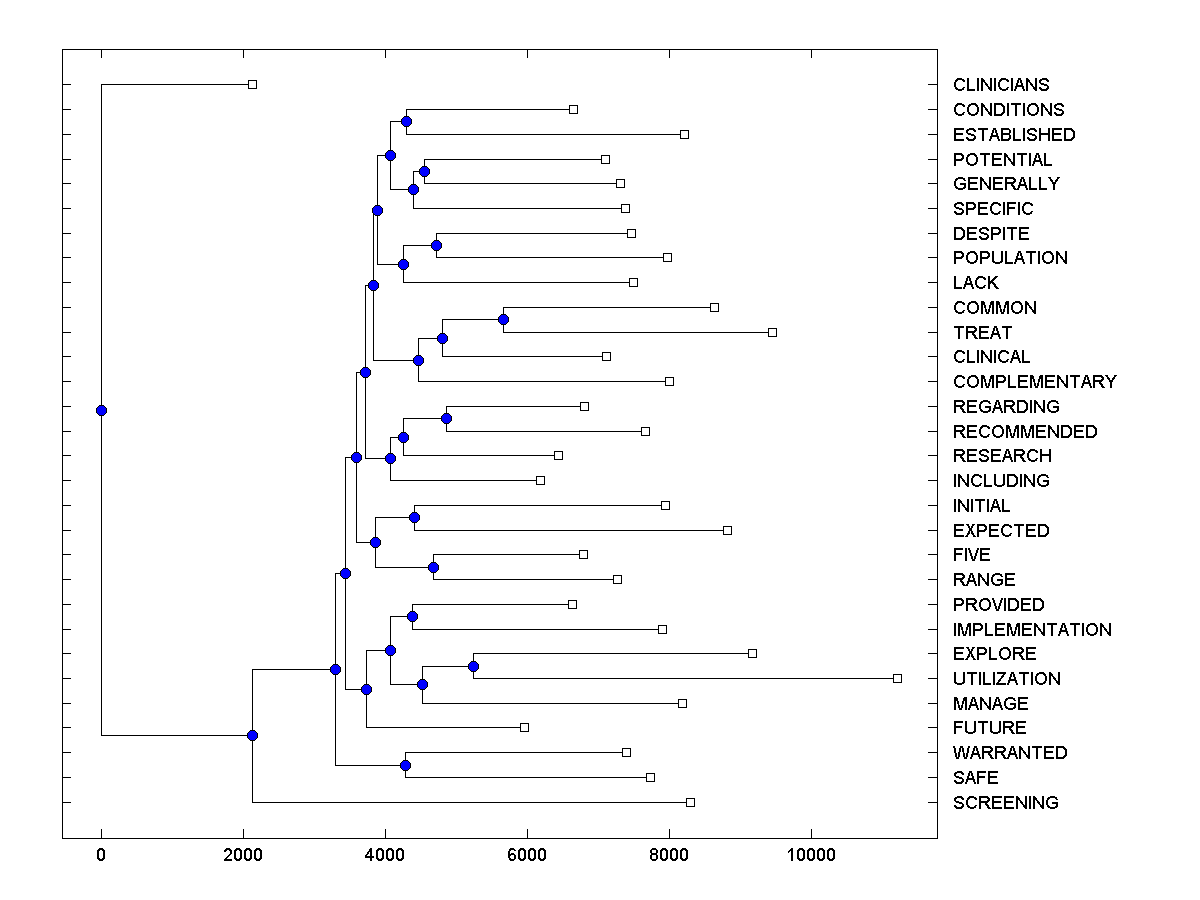 CLINICIANS
CONDITIONS
ESTABLISHED
POTENTIAL
GENERALLY
SPECIFIC
DESPITE
POPULATION
LACK
COMMON
TREAT
CLINICAL
COMPLEMENTARY
REGARDING
RECOMMENDED
RESEARCH
INCLUDING
INITIAL
EXPECTED
FIVE
RANGE
PROVIDED
IMPLEMENTATION
EXPLORE
UTILIZATION
MANAGE
FUTURE
WARRANTED
SAFE
SCREENING
0 2000 4000 6000 8000 10000